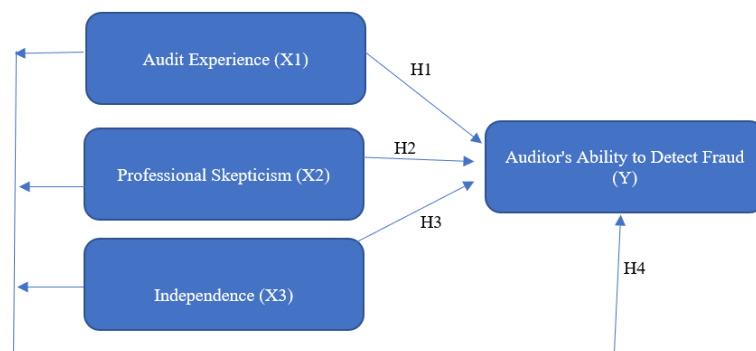 Audit Experience (X1)
H1
Professional Skepticism (X2)
H2
Auditor's Ability to Detect Fraud
(Y)
H3
Independence (X3)
H4